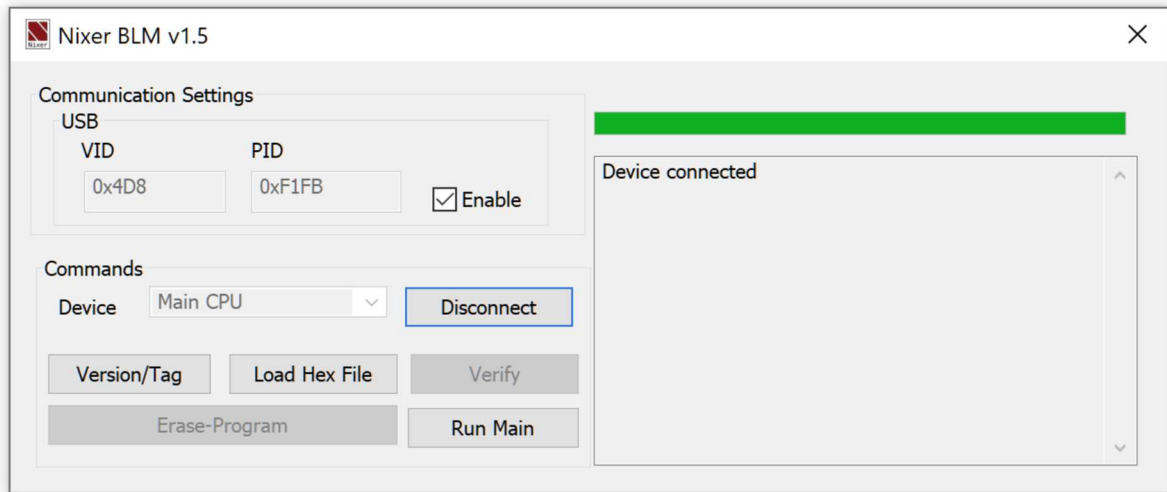 Nixer
Nixer BLM v1.5
Communication Settings
USB
VID PID
0x4D8 0xF1FB Enable
Device connected
Commands
Device Main CPU Disconnect
Version/Tag Load Hex File Verify
Erase-Program Run Main